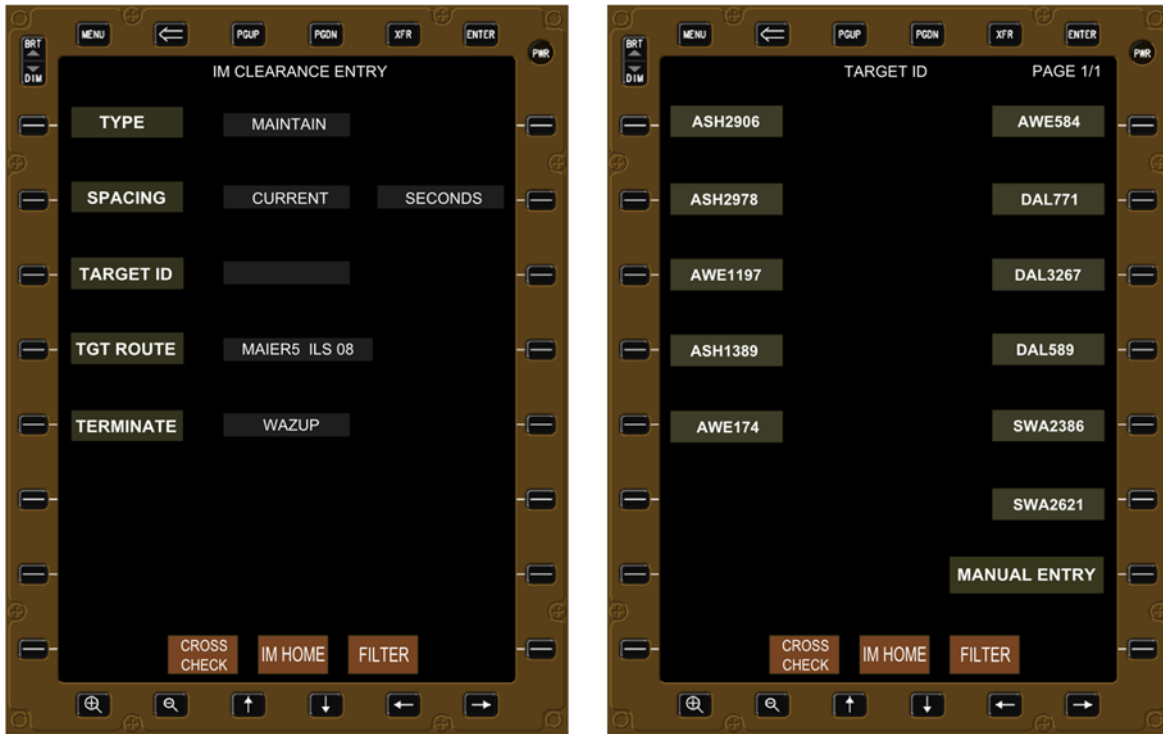 BRT
DIM
MENU PGUP PGDN XFR ENTER
PWR
IM CLEARANCE ENTRY
TYPE MAINTAIN
SPACING CURRENT SECONDS
TARGET ID
TGT ROUTE MAIER5 ILS 08
TERMINATE WAZUP
CROSS CHECK IM HOME FILTER
BRT
DIM
MENU PGUP PGDN XFR ENTER
PWR
TARGET ID PAGE 1/1
ASH2906 AWE584
ASH2978 DAL771
AWE1197 DAL3267
ASH1389 DAL589
AWE174 SWA2386
SWA2621
MANUAL ENTRY
CROSS CHECK IM HOME FILTER